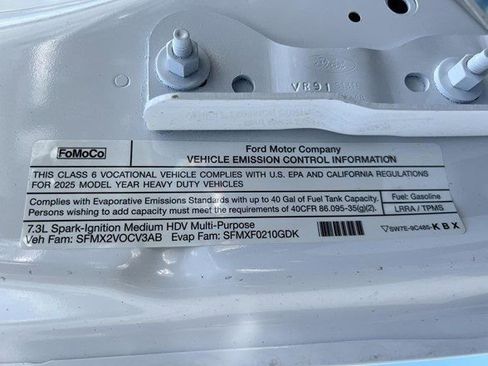 Ford
VR91
FoMoCo
Ford Motor Company
VEHICLE EMISSION CONTROL INFORMATION
THIS CLASS 6 VOCATIONAL VEHICLE COMPLIES WITH U.S. EPA AND CALIFORNIA REGULATIONS
FOR 2025 MODEL YEAR HEAVY DUTY VEHICLES
Complies with Evaporative Emissions Standards with up to 40 Gal of Fuel Tank Capacity.
Persons wishing to add capacity must meet the requirements of 40CFR 86.095-35(g)(2).
Fuel: Gasoline
LRRA / TPMS
7.3L Spark-Ignition Medium HDV Multi-Purpose
Veh Fam: SFMX2VOCV3AB Evap Fam: SFMXF0210GDK
SW7E-9C485-KBX